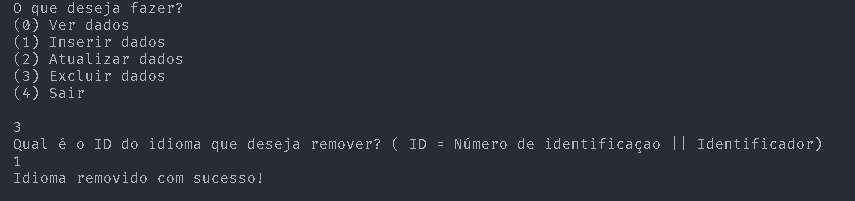 O que deseja fazer?
(0) Ver dados
(1) Inserir dados
(2) Atualizar dados
(3) Excluir dados
(4) Sair
3
Qual é o ID do idioma que deseja remover? ( ID = Número de identificaçao || Identificador)
1
Idioma removido com sucesso!